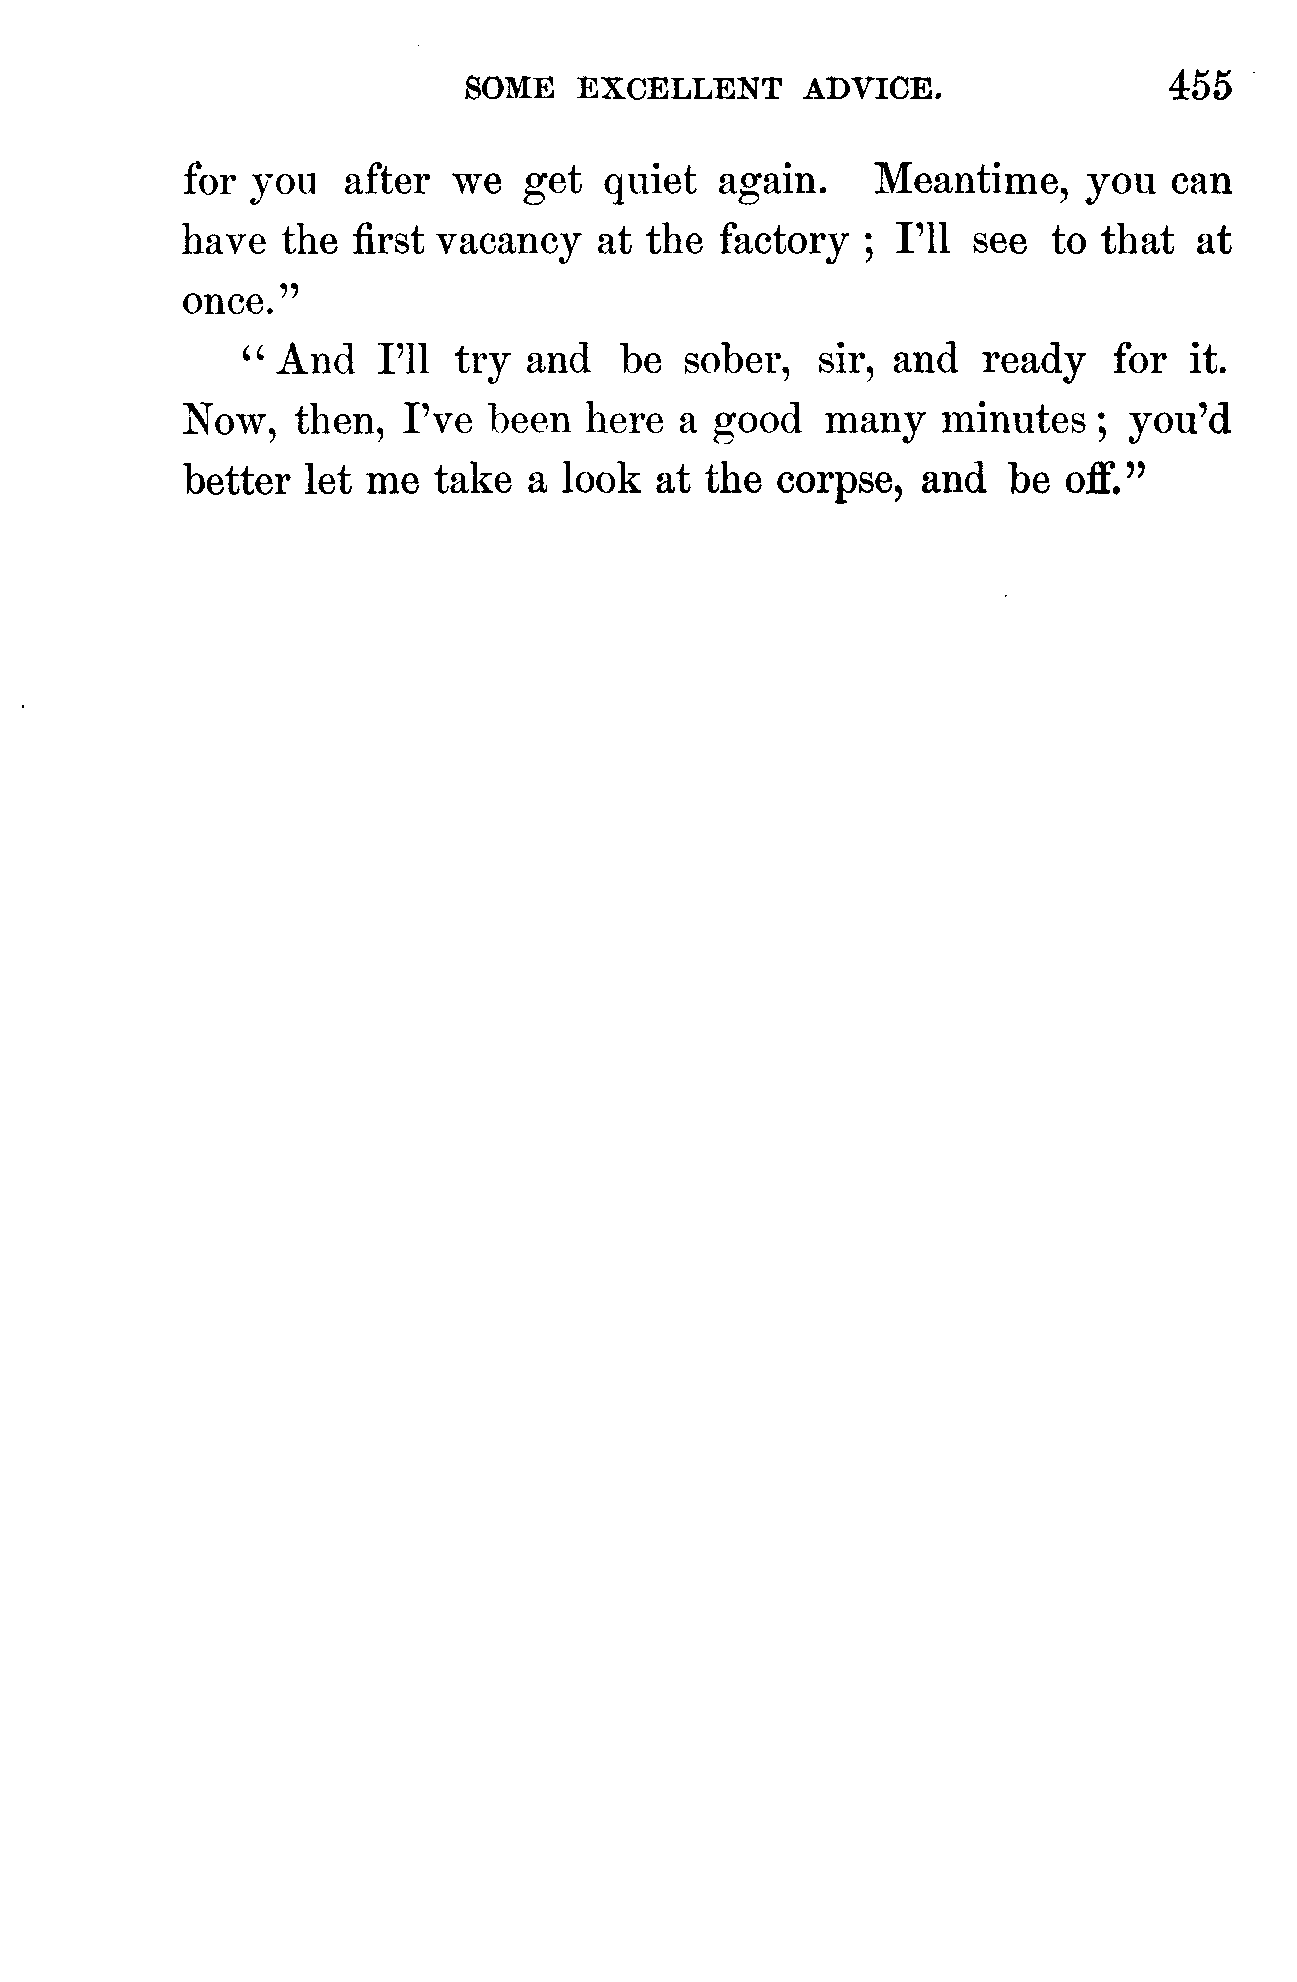 SOME EXCELLENT ADVICE. 455
for you after we get quiet again. Meantime, you can
have the first vacancy at the factory ; I'll see to that at
once."
" And I'll try and be sober, sir, and ready for it.
Now, then, I've been here a good many minutes ; you'd
better let me take a look at the corpse, and be off."